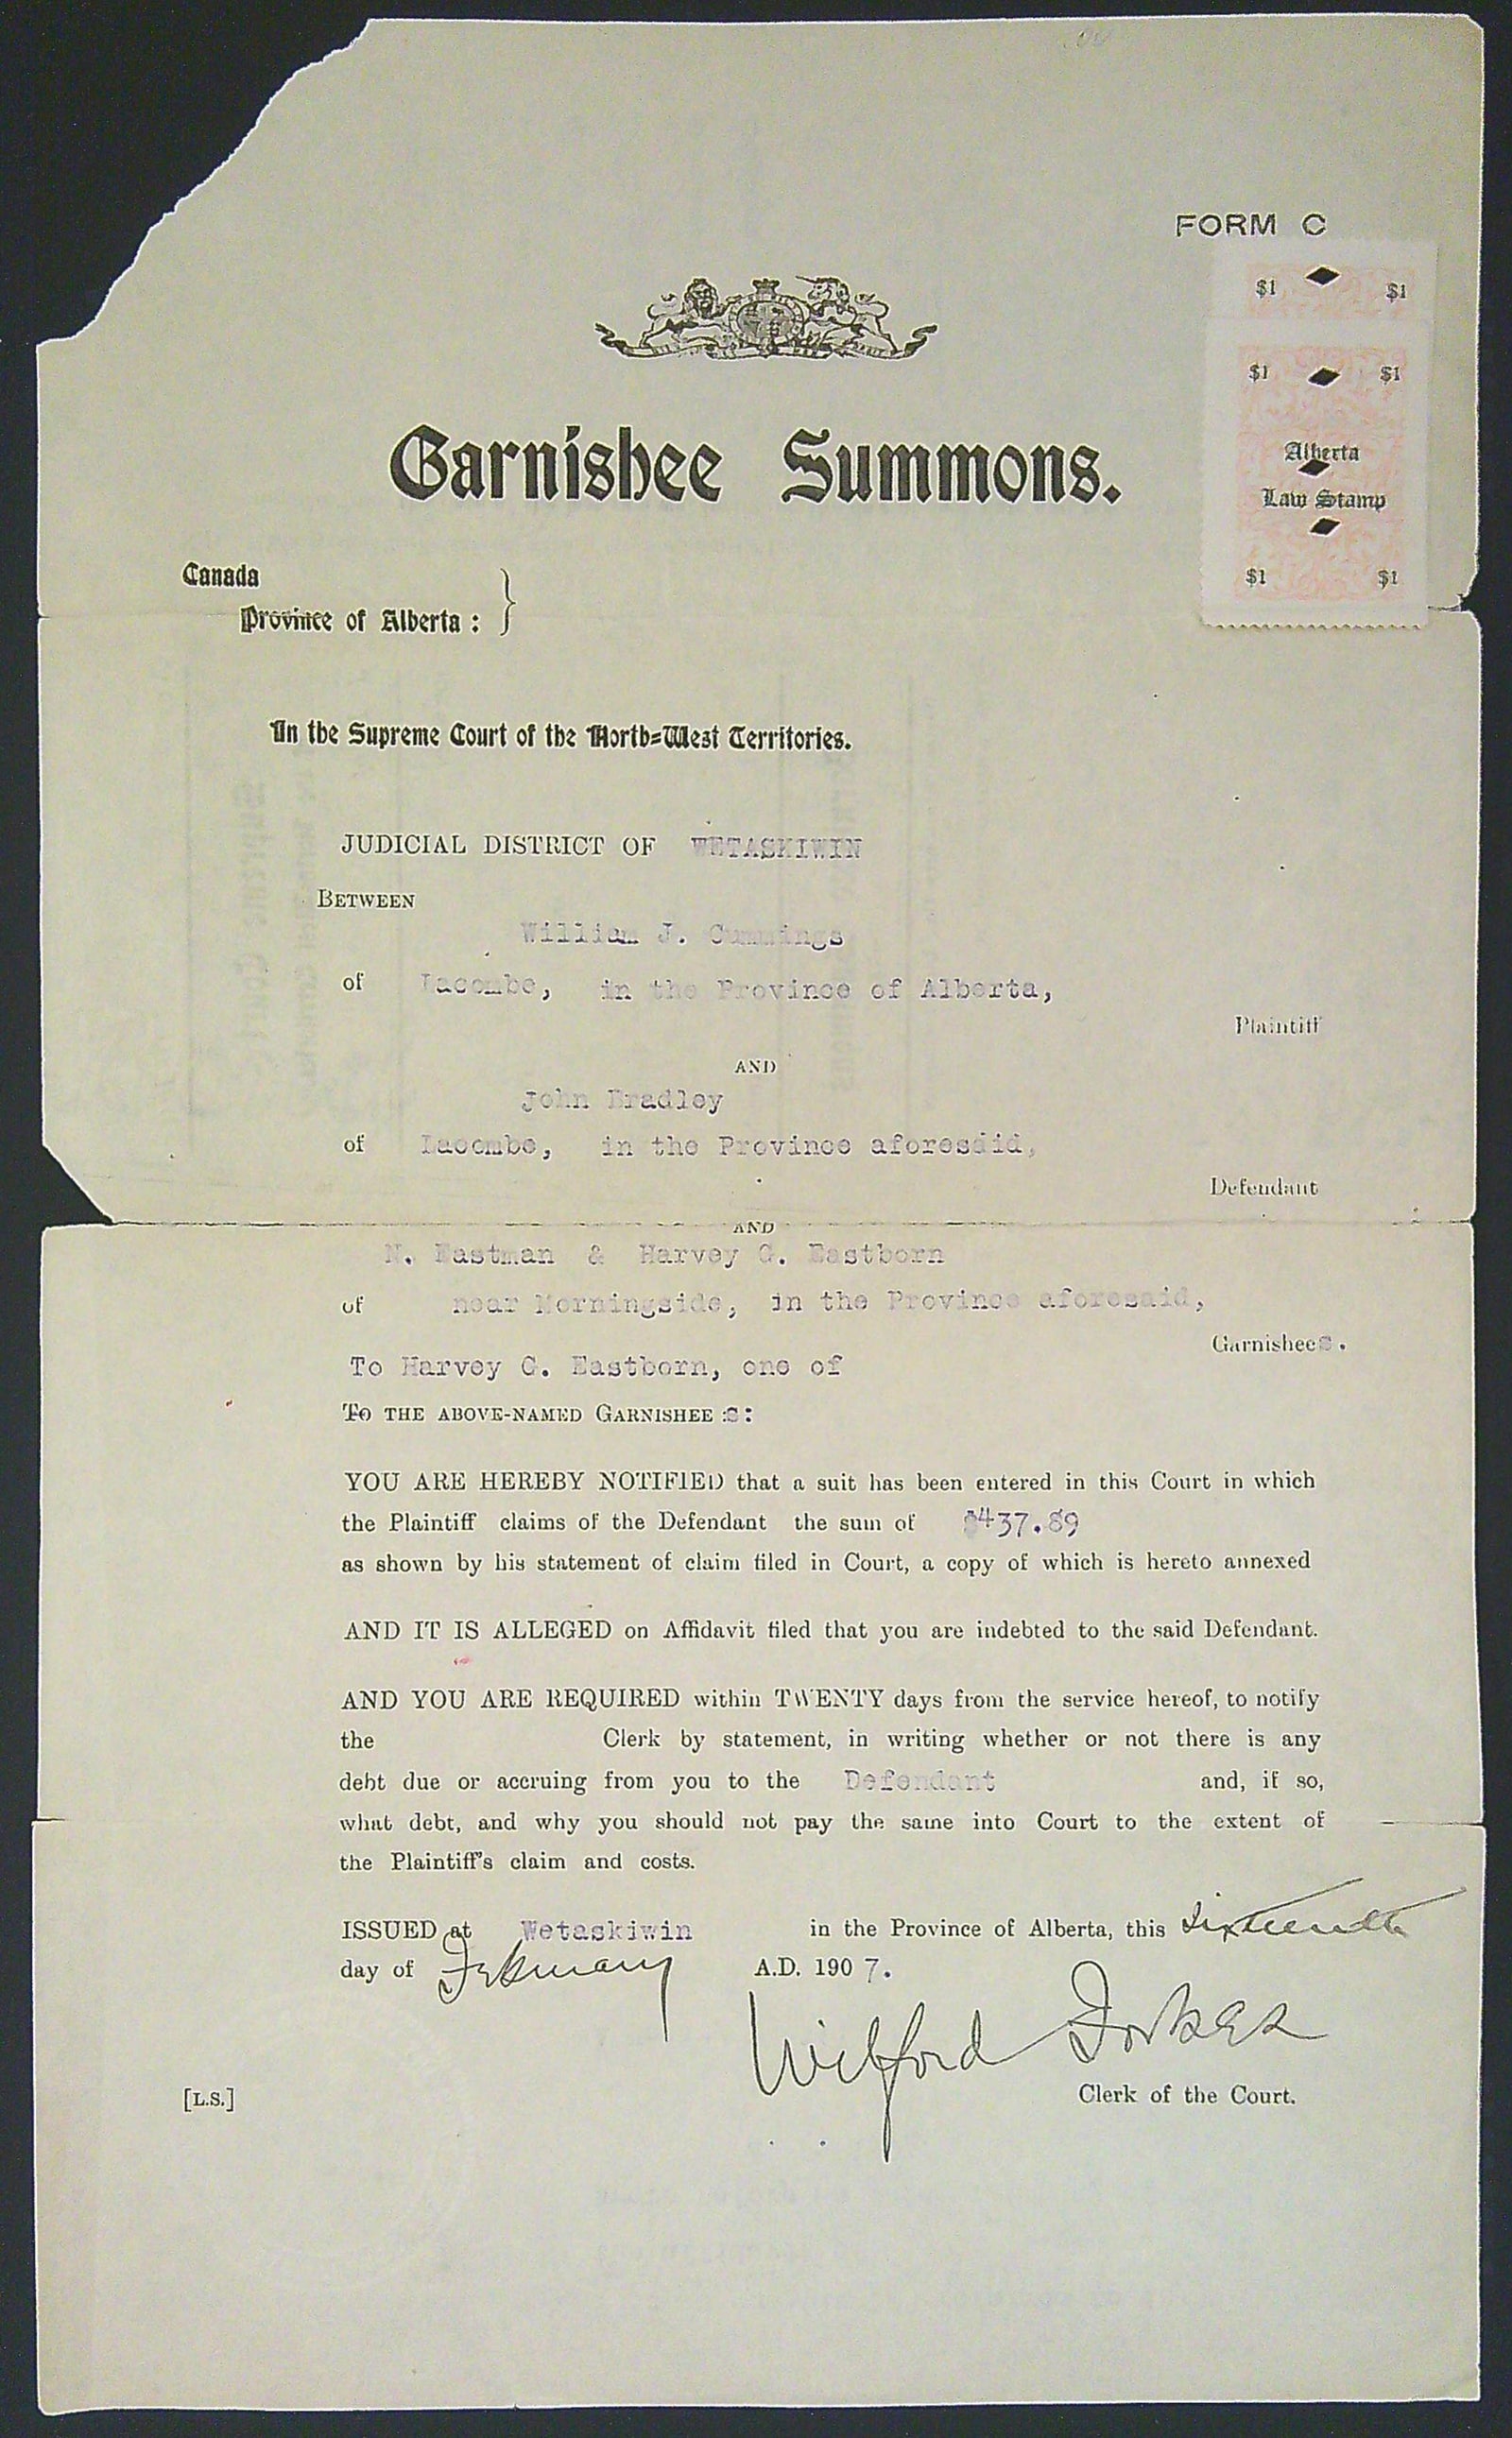 FORM C
$1 $1
$1 $1
Alberta
Law Stamp
$1 $1
Garnishee Summons.
Canada
Province of Alberta : }
In the Supreme Court of the North=West Territories.
JUDICIAL DISTRICT OF WETASKIWIN
BETWEEN
William J. Cummings
of Lacombe, in the Province of Alberta,
Plaintiff
AND
John Bradley
of Lacombe, in the Province aforesaid,
Defendant
AND
N. Eastman & Harvey G. Eastborn
of near Morningside, in the Province aforesaid,
Garnishees.
To Harvey G. Eastborn, one of
To THE ABOVE-NAMED GARNISHEE :s:
YOU ARE HEREBY NOTIFIED that a suit has been entered in this Court in which
the Plaintiff claims of the Defendant the sum of $437.89
as shown by his statement of claim filed in Court, a copy of which is hereto annexed
AND IT IS ALLEGED on Affidavit filed that you are indebted to the said Defendant.
AND YOU ARE REQUIRED within TWENTY days from the service hereof, to notify
the Clerk by statement, in writing whether or not there is any
debt due or accruing from you to the Defendant and, if so,
what debt, and why you should not pay the same into Court to the extent of
the Plaintiff's claim and costs.
ISSUED at Wetaskiwin in the Province of Alberta, this Sixteenth
day of February A.D. 190 7.
Wilford Forbes
[L.S.] Clerk of the Court.